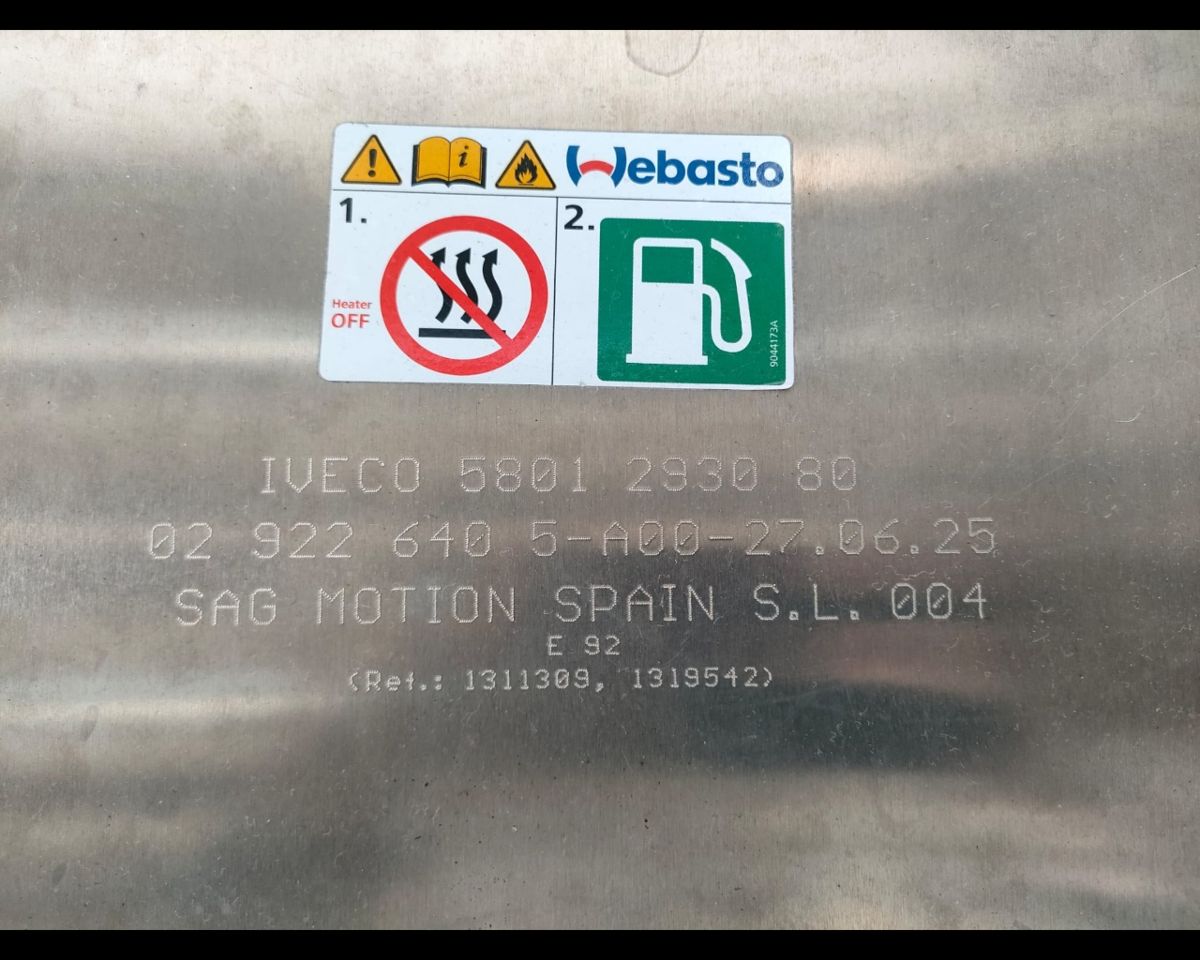 Webasto
1.
2.
Heater
OFF
9044173A
IVECO 5801 2930 80
02 922 640 5-A00-27.06.25
SAG MOTION SPAIN S.L. 004
E 92
(Ref.: 1311309, 1319542)